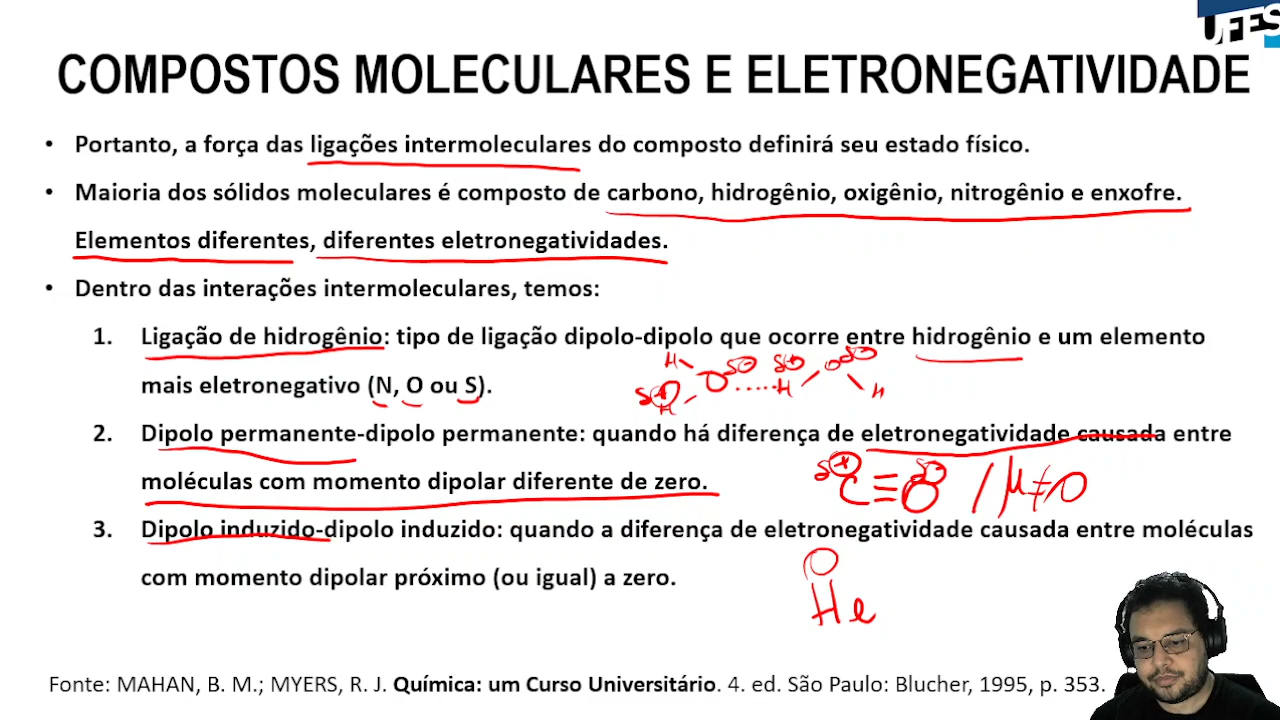 UFES
COMPOSTOS MOLECULARES E ELETRONEGATIVIDADE
• Portanto, a força das ligações intermoleculares do composto definirá seu estado físico.
• Maioria dos sólidos moleculares é composto de carbono, hidrogênio, oxigênio, nitrogênio e enxofre.
Elementos diferentes, diferentes eletronegatividades.
• Dentro das interações intermoleculares, temos:
1. Ligação de hidrogênio: tipo de ligação dipolo-dipolo que ocorre entre hidrogênio e um elemento
H δ⊖ δ⊕ O δ⊖
mais eletronegativo (N, O ou S).
δ⊕ H O ..... H H
2. Dipolo permanente-dipolo permanente: quando há diferença de eletronegatividade causada entre
moléculas com momento dipolar diferente de zero.
δ⊕ δ⊖
C≡O / μ≠0
3. Dipolo induzido-dipolo induzido: quando a diferença de eletronegatividade causada entre moléculas
com momento dipolar próximo (ou igual) a zero.
He
Fonte: MAHAN, B. M.; MYERS, R. J. Química: um Curso Universitário. 4. ed. São Paulo: Blucher, 1995, p. 353.